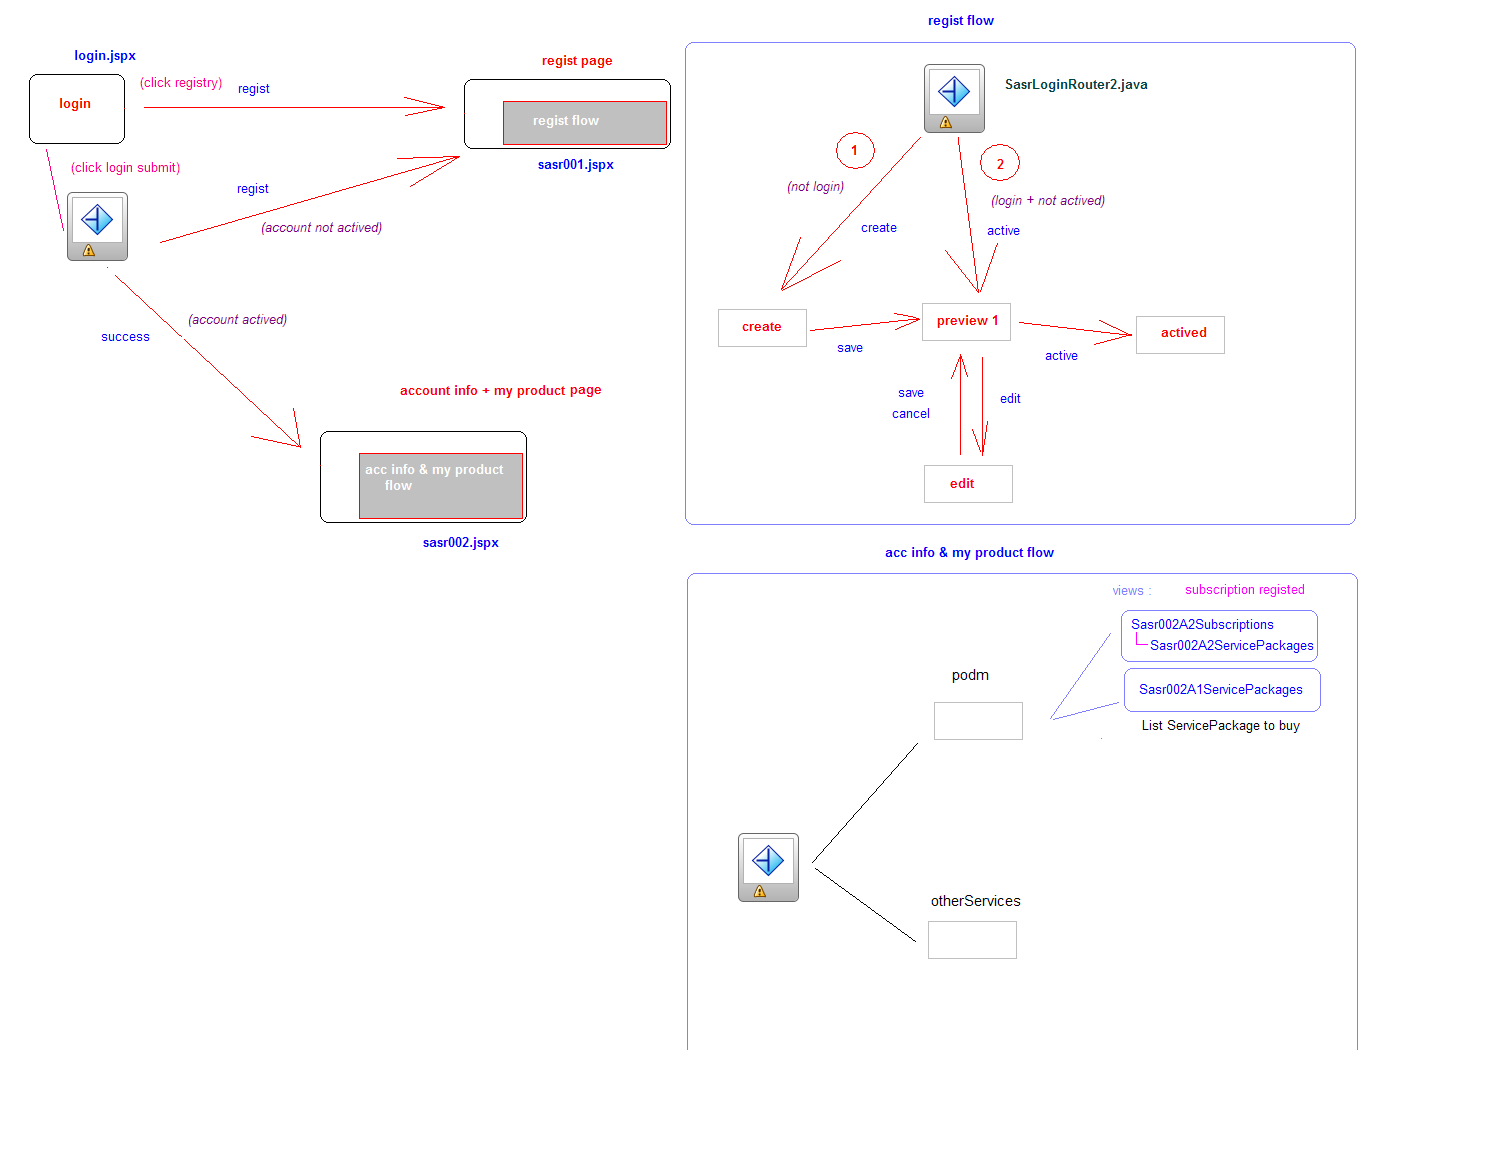 login.jspx
login
(click registry)
regist
regist page
regist flow
sasr001.jspx
(click login submit)
regist
(account not actived)
(account actived)
success
account info + my product page
acc info & my product
flow
sasr002.jspx
regist flow
SasrLoginRouter2.java
1
2
(not login)
(login + not actived)
create
active
create
save
preview 1
active
actived
save
cancel
edit
edit
acc info & my product flow
views :
subscription registed
Sasr002A2Subscriptions
Sasr002A2ServicePackages
Sasr002A1ServicePackages
List ServicePackage to buy
podm
otherServices